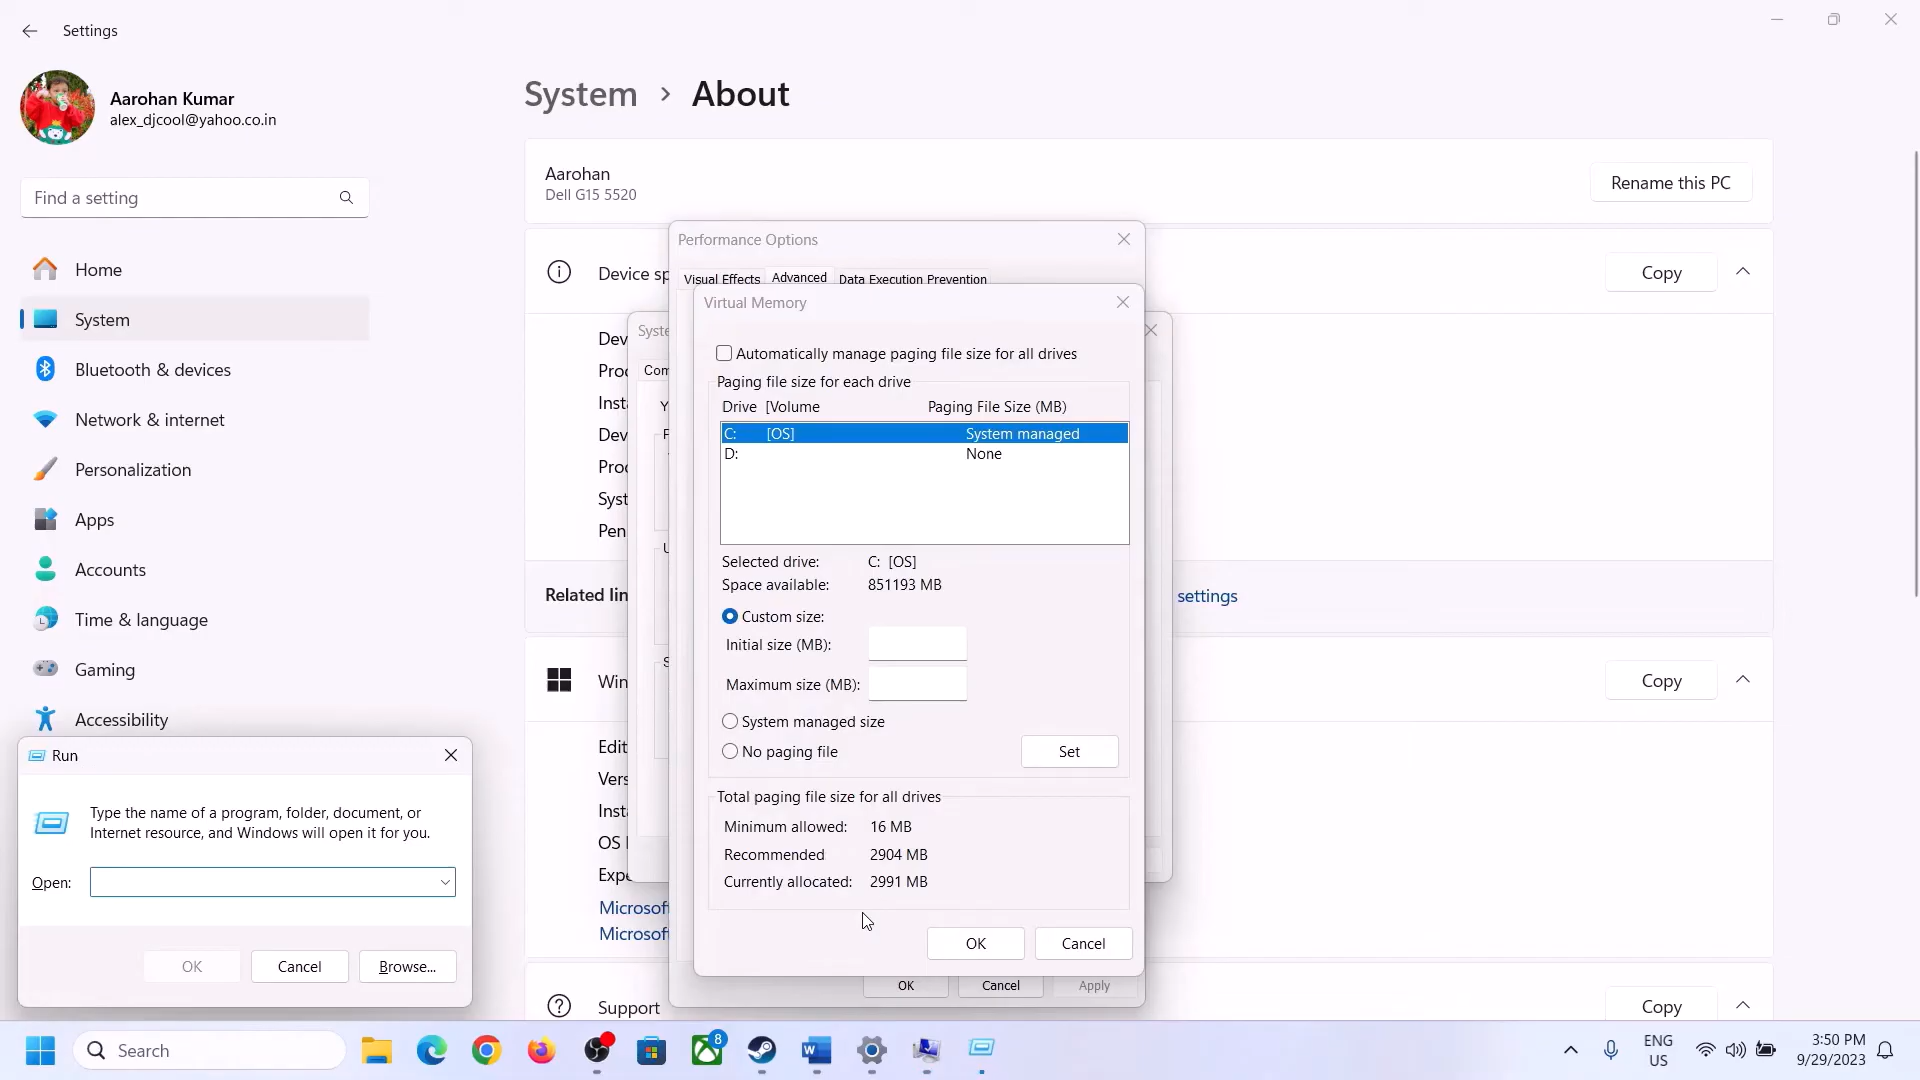 Settings
Aarohan Kumar
alex_djcool@yahoo.co.in
Find a setting
Home
System
Bluetooth & devices
Network & internet
Personalization
Apps
Accounts
Time & language
Gaming
Accessibility
System > About
Aarohan
Dell G15 5520
Rename this PC
Device sp
Copy
Dev
Proc
Inst
Dev
Proc
Syst
Pen
Related lin
settings
Win
Copy
Edit
Vers
Inst
OS
Expe
Microsof
Microsof
Support
Copy
Syste
Com
Performance Options
Visual Effects
Advanced
Data Execution Prevention
OK
Cancel
Apply
Virtual Memory
Automatically manage paging file size for all drives
Paging file size for each drive
Drive [Volume Paging File Size (MB)
C: [OS] System managed
D: None
Selected drive: C: [OS]
Space available: 851193 MB
Custom size:
Initial size (MB):
Maximum size (MB):
System managed size
No paging file
Set
Total paging file size for all drives
Minimum allowed: 16 MB
Recommended 2904 MB
Currently allocated: 2991 MB
OK
Cancel
Run
Type the name of a program, folder, document, or
Internet resource, and Windows will open it for you.
Open:
OK
Cancel
Browse...
Search
8
ENG
US
3:50 PM
9/29/2023